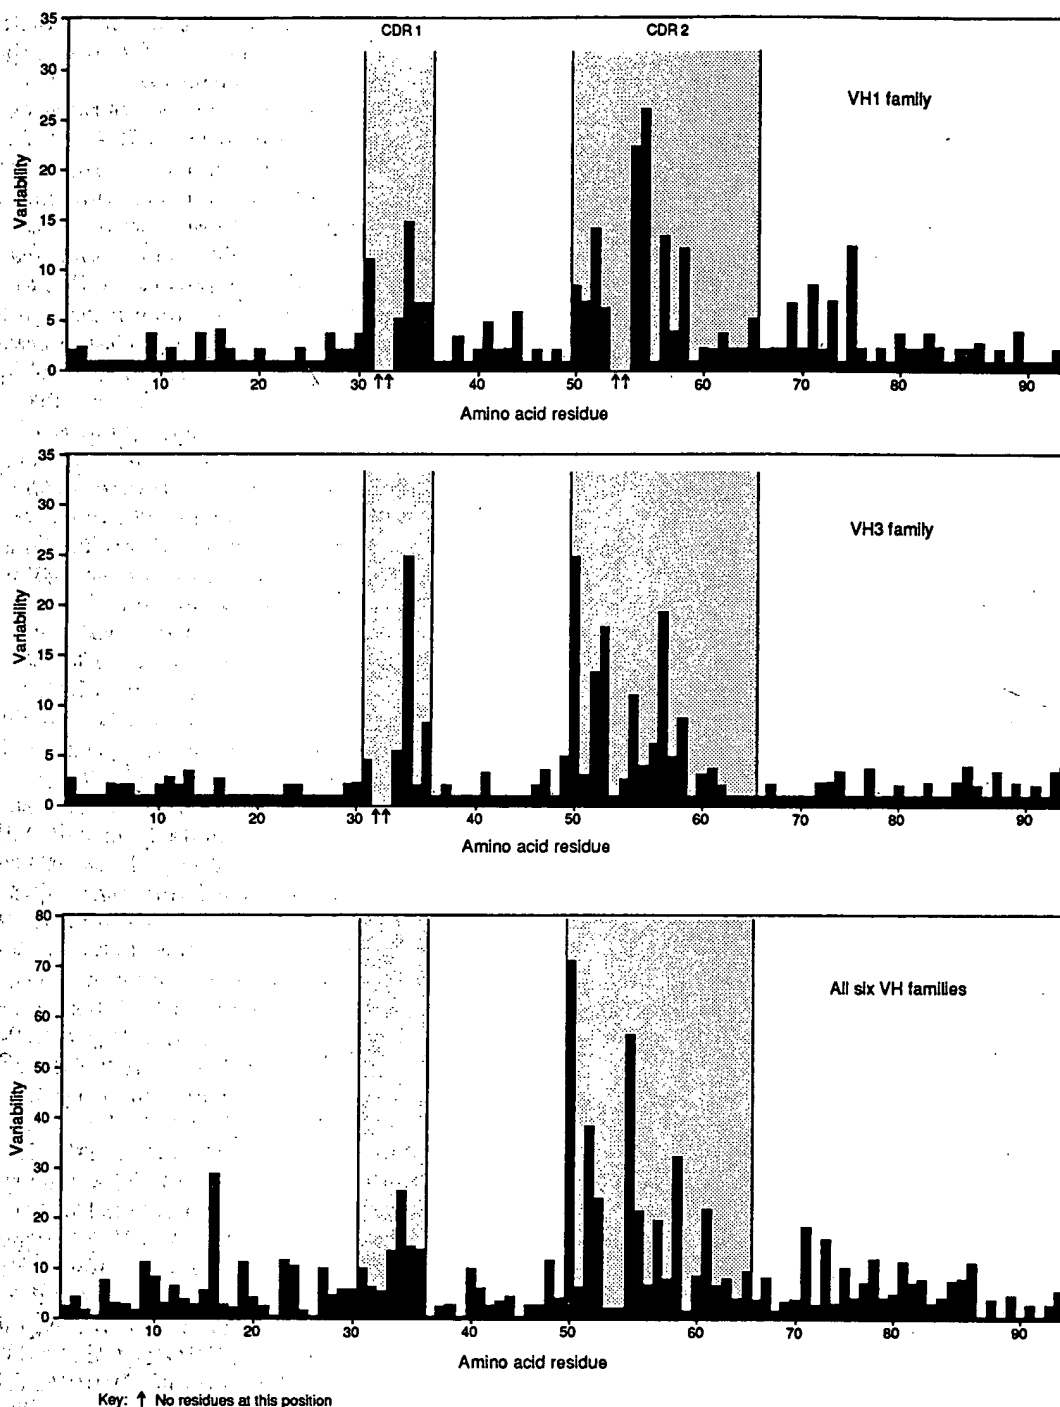 CDR 1 CDR 2
35
30
25
20
15
10
5
0
Variability
VH1 family
10 20 30 ↑↑ 40 50 ↑↑ 60 70 80 90
Amino acid residue
35
30
25
20
15
10
5
0
Variability
VH3 family
10 20 30 ↑↑ 40 50 60 70 80 90
Amino acid residue
80
70
60
50
40
30
20
10
0
Variability
All six VH families
10 20 30 40 50 60 70 80 90
Amino acid residue
Key: ↑ No residues at this position